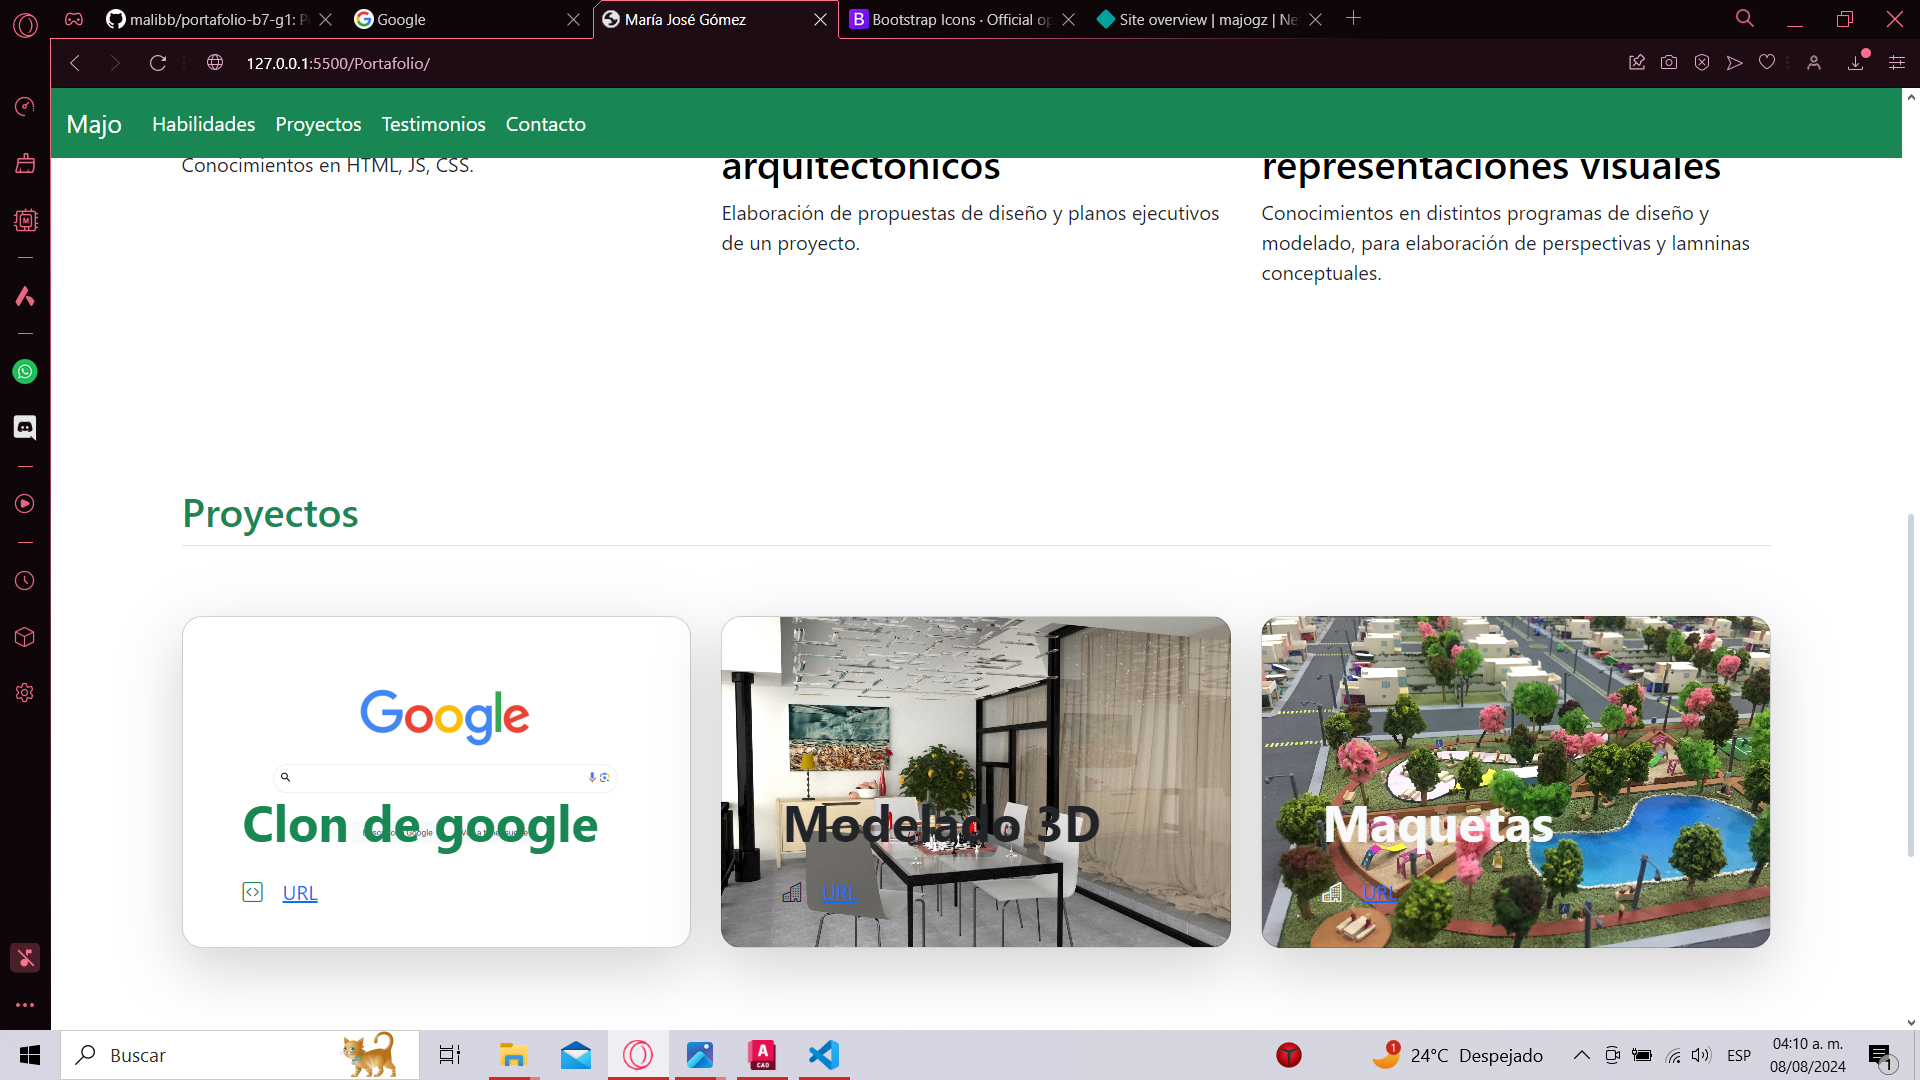 malibb/portafolio-b7-g1: P
Google
María José Gómez
Bootstrap Icons · Official op
Site overview | majogz | Ne
127.0.0.1:5500/Portafolio/
Majo
Habilidades
Proyectos
Testimonios
Contacto
Conocimientos en HTML, JS, CSS.
arquitectónicos
Elaboración de propuestas de diseño y planos ejecutivos
de un proyecto.
representaciones visuales
Conocimientos en distintos programas de diseño y
modelado, para elaboración de perspectivas y lamninas
conceptuales.
Proyectos
Google
Clon de google
URL
Modelado 3D
URL
Maquetas
URL
Buscar
A
CAD
1
24°C Despejado
ESP
04:10 a. m.
08/08/2024
1